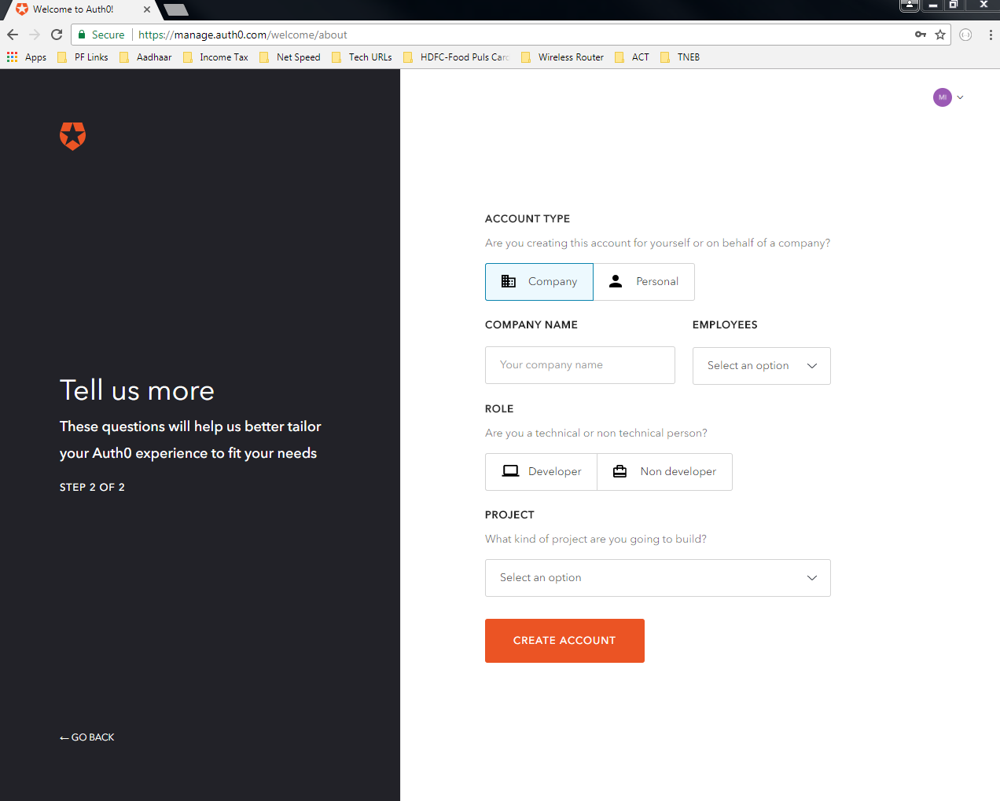 Welcome to Auth0!
Secure
https://manage.auth0.com/welcome/about
Apps
PF Links
Aadhaar
Income Tax
Net Speed
Tech URLs
HDFC-Food Puls Car
Wireless Router
ACT
TNEB
MI
Tell us more
These questions will help us better tailor
your Auth0 experience to fit your needs
STEP 2 OF 2
← GO BACK
ACCOUNT TYPE
Are you creating this account for yourself or on behalf of a company?
Company
Personal
COMPANY NAME
EMPLOYEES
Your company name
Select an option
ROLE
Are you a technical or non technical person?
Developer
Non developer
PROJECT
What kind of project are you going to build?
Select an option
CREATE ACCOUNT